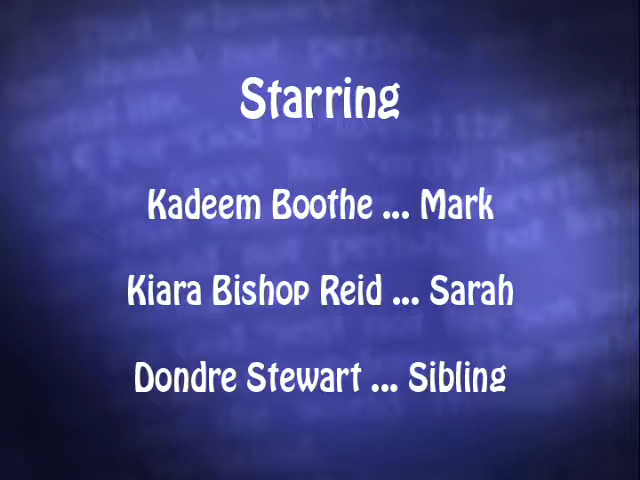 Starring
Kadeem Boothe ... Mark
Kiara Bishop Reid ... Sarah
Dondre Stewart ... Sibling